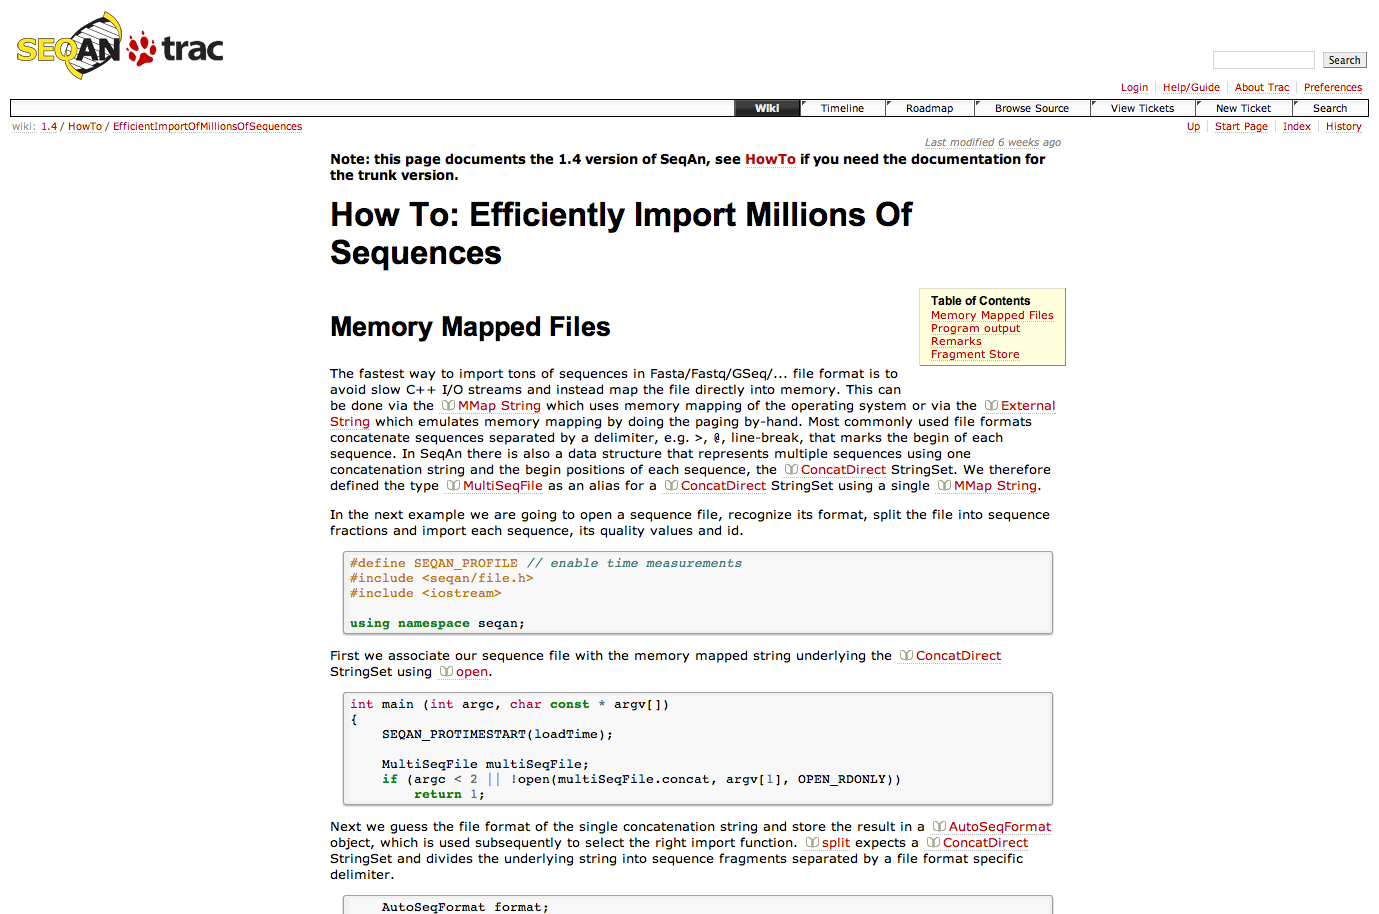 SEQAN trac
Search
Login Help/Guide About Trac Preferences
Wiki Timeline Roadmap Browse Source View Tickets New Ticket Search
wiki: 1.4 / HowTo / EfficientImportOfMillionsOfSequences
Up Start Page Index History
Last modified 6 weeks ago
Note: this page documents the 1.4 version of SeqAn, see HowTo if you need the documentation for
the trunk version.
How To: Efficiently Import Millions Of
Sequences
Table of Contents
Memory Mapped Files
Program output
Remarks
Fragment Store
Memory Mapped Files
The fastest way to import tons of sequences in Fasta/Fastq/GSeq/... file format is to
avoid slow C++ I/O streams and instead map the file directly into memory. This can
be done via the MMap String which uses memory mapping of the operating system or via the External
String which emulates memory mapping by doing the paging by-hand. Most commonly used file formats
concatenate sequences separated by a delimiter, e.g. >, @, line-break, that marks the begin of each
sequence. In SeqAn there is also a data structure that represents multiple sequences using one
concatenation string and the begin positions of each sequence, the ConcatDirect StringSet. We therefore
defined the type MultiSeqFile as an alias for a ConcatDirect StringSet using a single MMap String.
In the next example we are going to open a sequence file, recognize its format, split the file into sequence
fractions and import each sequence, its quality values and id.
#define SEQAN_PROFILE // enable time measurements
#include <seqan/file.h>
#include <iostream>
using namespace seqan;
First we associate our sequence file with the memory mapped string underlying the ConcatDirect
StringSet using open.
int main (int argc, char const * argv[])
{
SEQAN_PROTIMESTART(loadTime);
MultiSeqFile multiSeqFile;
if (argc < 2 || !open(multiSeqFile.concat, argv[1], OPEN_RDONLY))
return 1;
Next we guess the file format of the single concatenation string and store the result in a AutoSeqFormat
object, which is used subsequently to select the right import function. split expects a ConcatDirect
StringSet and divides the underlying string into sequence fragments separated by a file format specific
delimiter.
AutoSeqFormat format;